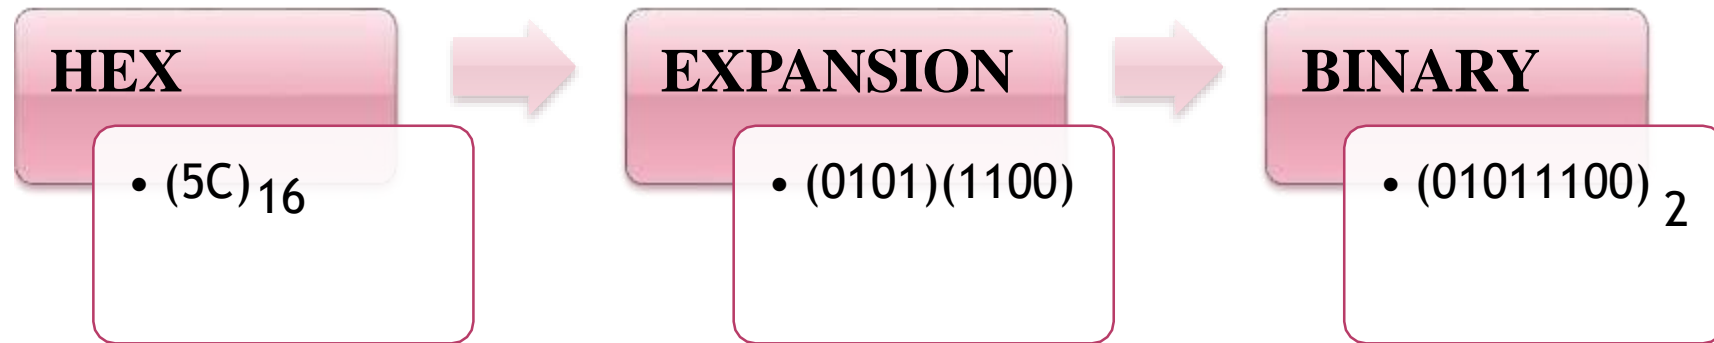 HEX
• (5C)16
EXPANSION
• (0101)(1100)
BINARY
• (01011100) 2